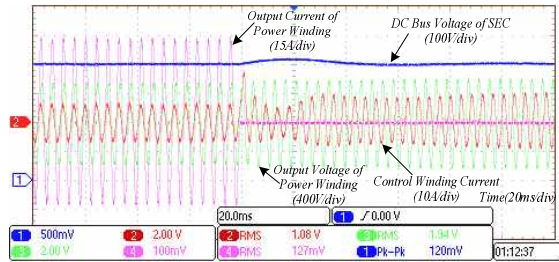 Output Current of
Power Winding
(15A/div)
DC Bus Voltage of SEC
(100V/div)
2
1
Output Voltage of
Power Winding
(400V/div)
Control Winding Current
(10A/div)
Time(20ms/div)
20.0ms
1 / 0.00 V
1 500mV
2 2.00 V
2 RMS 1.08 V
3 RMS 1.94 V
3 2.00 V
4 100mV
4 RMS 127mV
1 Pk-Pk 120mV
01:12:37